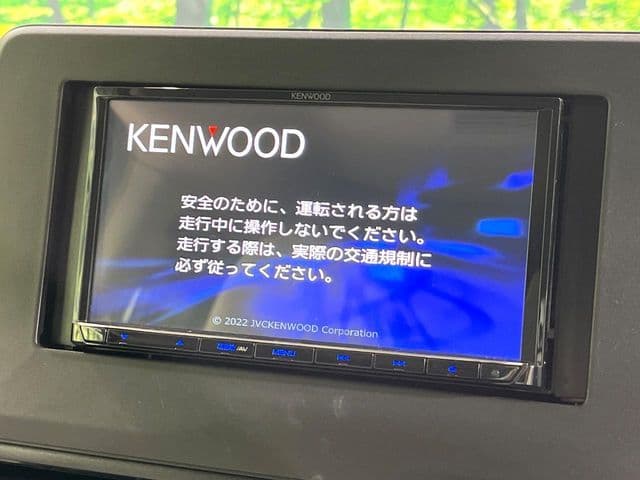 KENWOOD
KENWOOD
安全のために、運転される方は
走行中に操作しないでください。
走行する際は、実際の交通規制に
必ず従ってください。
© 2022 JVCKENWOOD Corporation
MENU